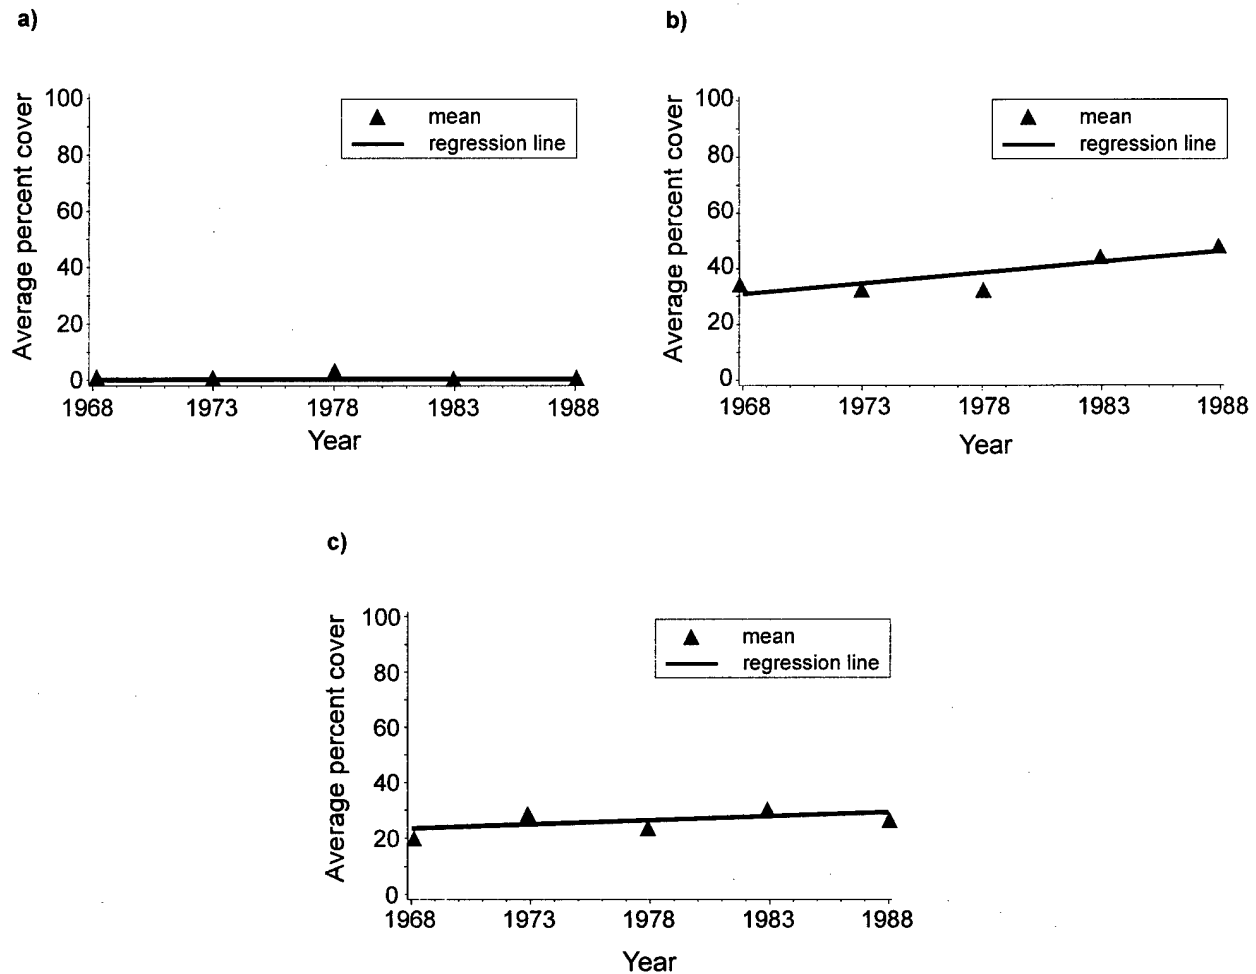 a)
Average percent cover
100
80
60
40
20
0
mean
regression line
1968 1973 1978 1983 1988
Year
b)
Average percent cover
100
80
60
40
20
0
mean
regression line
1968 1973 1978 1983 1988
Year
c)
Average percent cover
100
80
60
40
20
0
mean
regression line
1968 1973 1978 1983 1988
Year